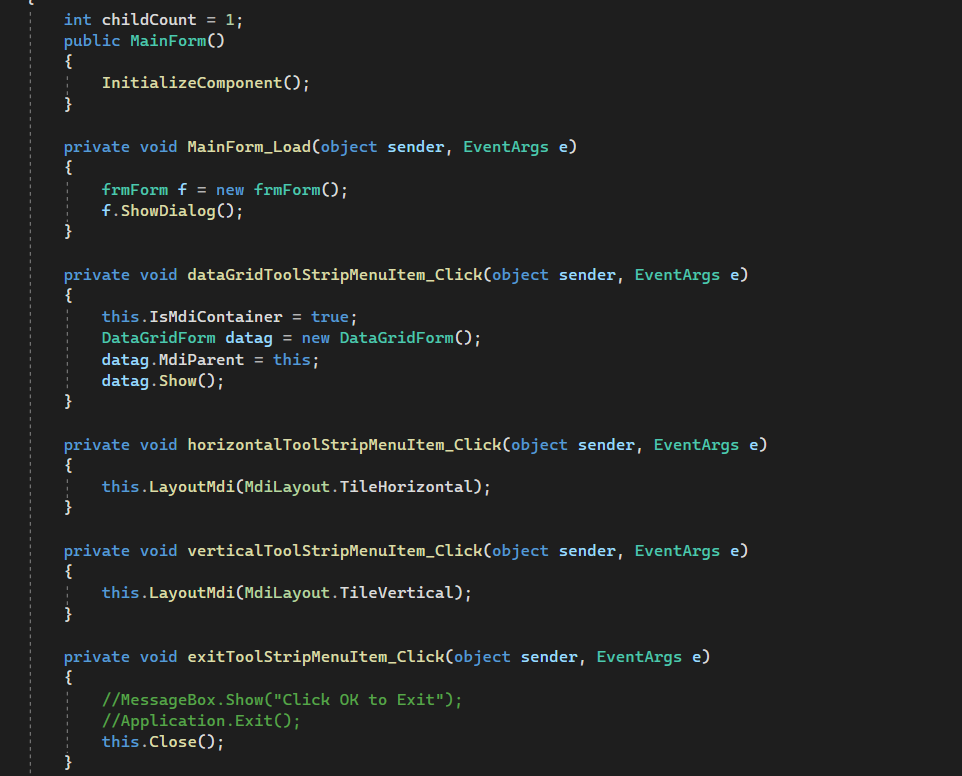 {
int childCount = 1;
public MainForm()
{
InitializeComponent();
}
private void MainForm_Load(object sender, EventArgs e)
{
frmForm f = new frmForm();
f.ShowDialog();
}
private void dataGridToolStripMenuItem_Click(object sender, EventArgs e)
{
this.IsMdiContainer = true;
DataGridForm datag = new DataGridForm();
datag.MdiParent = this;
datag.Show();
}
private void horizontalToolStripMenuItem_Click(object sender, EventArgs e)
{
this.LayoutMdi(MdiLayout.TileHorizontal);
}
private void verticalToolStripMenuItem_Click(object sender, EventArgs e)
{
this.LayoutMdi(MdiLayout.TileVertical);
}
private void exitToolStripMenuItem_Click(object sender, EventArgs e)
{
//MessageBox.Show("Click OK to Exit");
//Application.Exit();
this.Close();
}